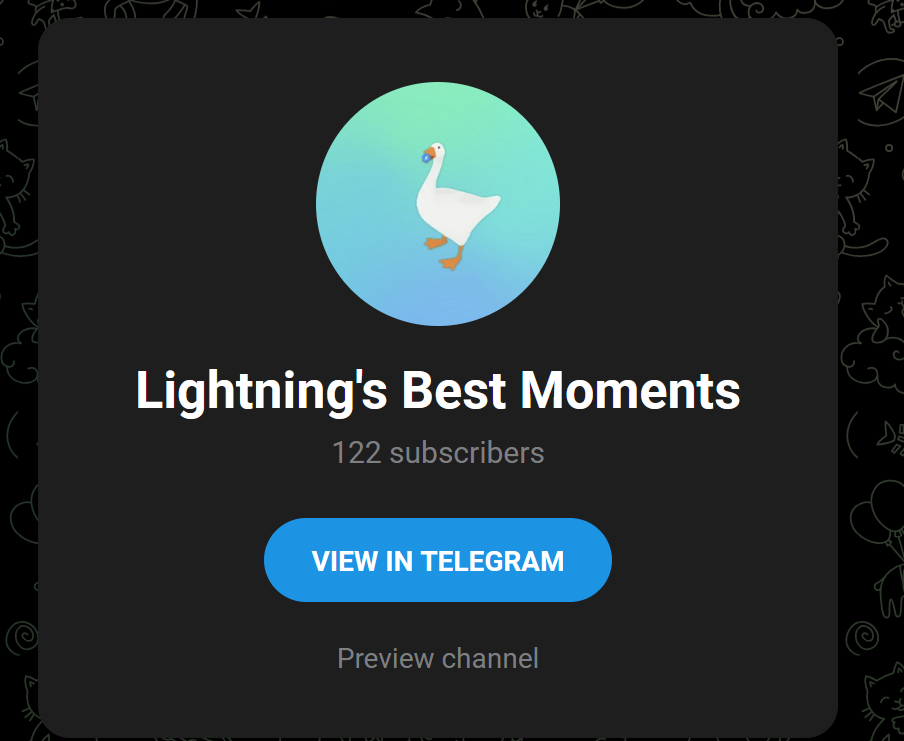 Lightning's Best Moments
122 subscribers
VIEW IN TELEGRAM
Preview channel